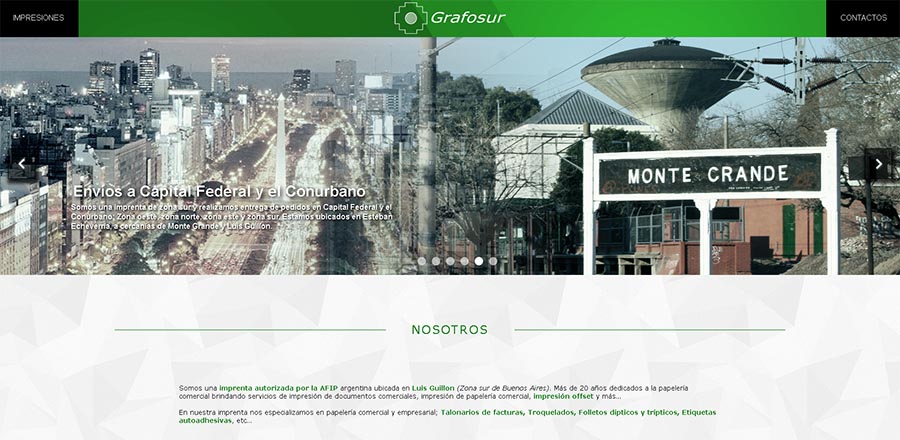 IMPRESIONES
Grafosur
CONTACTOS
MONTE GRANDE
Envíos a Capital Federal y el Conurbano
Somos una imprenta de zona sur y realizamos entrega de pedidos en Capital Federal y el
Conurbano; Zona oeste, zona norte, zona este y zona sur. Estamos ubicados en Esteban
Echeverria, a cercanías de Monte Grande y Luis Guillon.
NOSOTROS
Somos una imprenta autorizada por la AFIP argentina ubicada en Luis Guillon (Zona sur de Buenos Aires). Más de 20 años dedicados a la papelería
comercial brindando servicios de impresión de documentos comerciales, impresión de papelería comercial, impresión offset y más...
En nuestra imprenta nos especializamos en papelería comercial y empresarial; Talonarios de facturas, Troquelados, Folletos dípticos y trípticos, Etiquetas
autoadhesivas, etc...